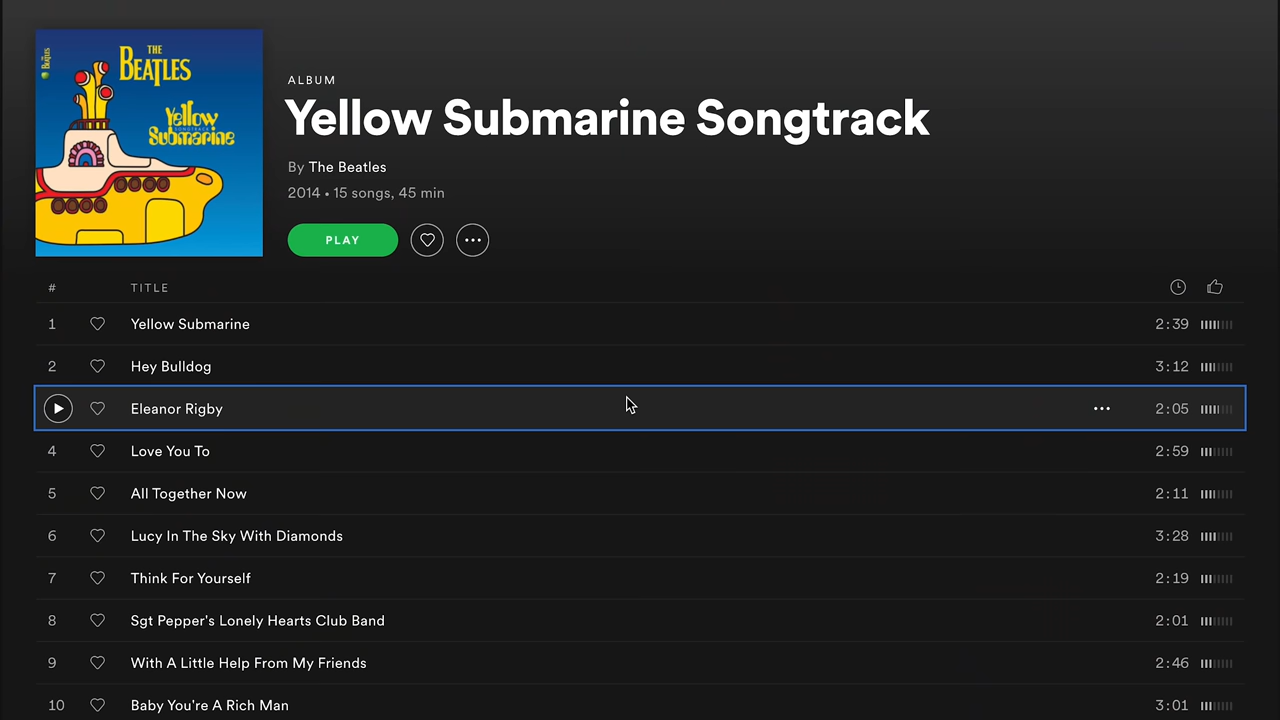 THE
BEATLES
Yellow
SONGTRACK
Submarine
ALBUM
Yellow Submarine Songtrack
By The Beatles
2014 • 15 songs, 45 min
PLAY
# TITLE
1 Yellow Submarine 2:39
2 Hey Bulldog 3:12
Eleanor Rigby 2:05
4 Love You To 2:59
5 All Together Now 2:11
6 Lucy In The Sky With Diamonds 3:28
7 Think For Yourself 2:19
8 Sgt Pepper's Lonely Hearts Club Band 2:01
9 With A Little Help From My Friends 2:46
10 Baby You're A Rich Man 3:01